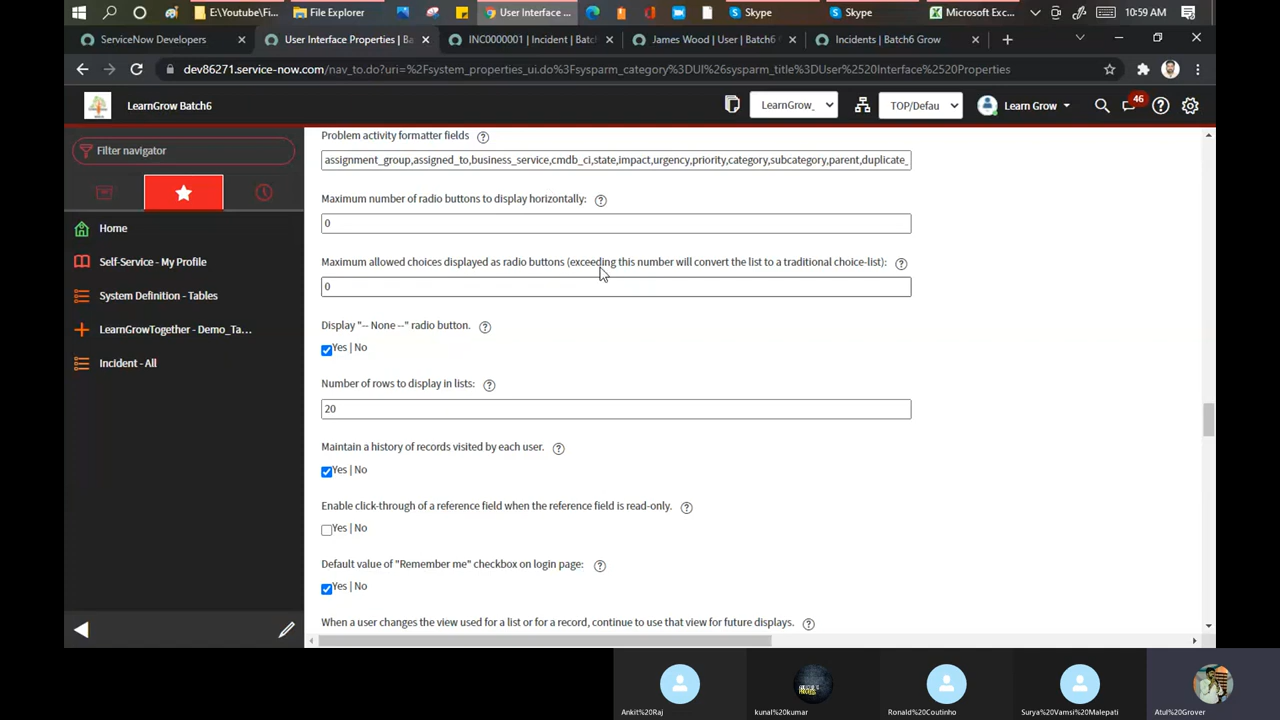 E:\Youtube\Fi...
File Explorer
User Interface ...
Skype
Skype
Microsoft Exc...
10:59 AM
ServiceNow Developers
User Interface Properties | Ba
INC0000001 | Incident | Batc
James Wood | User | Batch6
Incidents | Batch6 Grow
dev86271.service-now.com/nav_to.do?uri=%2Fsystem_properties_ui.do%3Fsysparm_category%3DUI%26sysparm_title%3DUser%2520Interface%2520Properties
LearnGrow Batch6
LearnGrow_
TOP/Defau
Learn Grow
46
Filter navigator
Home
Self-Service - My Profile
System Definition - Tables
LearnGrowTogether - Demo_Ta...
Incident - All
Problem activity formatter fields
assignment_group,assigned_to,business_service,cmdb_ci,state,impact,urgency,priority,category,subcategory,parent,duplicate_
Maximum number of radio buttons to display horizontally:
0
Maximum allowed choices displayed as radio buttons (exceeding this number will convert the list to a traditional choice-list):
0
Display "-- None --" radio button.
Yes | No
Number of rows to display in lists:
20
Maintain a history of records visited by each user.
Yes | No
Enable click-through of a reference field when the reference field is read-only.
Yes | No
Default value of "Remember me" checkbox on login page:
Yes | No
When a user changes the view used for a list or for a record, continue to use that view for future displays.
Ankit%20Raj
kunal%20kumar
Ronald%20Coutinho
Surya%20Vamsi%20Malepati
Atul%20Grover